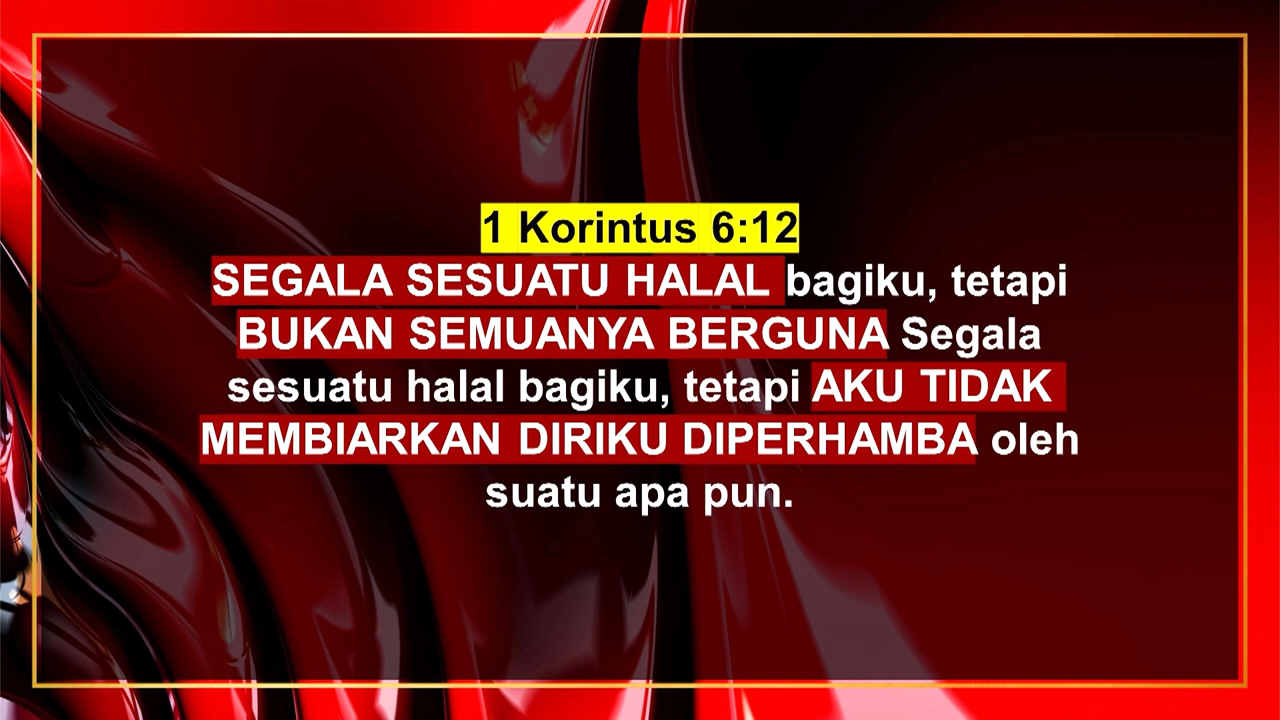 1 Korintus 6:12
SEGALA SESUATU HALAL bagiku, tetapi
BUKAN SEMUANYA BERGUNA Segala
sesuatu halal bagiku, tetapi AKU TIDAK
MEMBIARKAN DIRIKU DIPERHAMBA oleh
suatu apa pun.